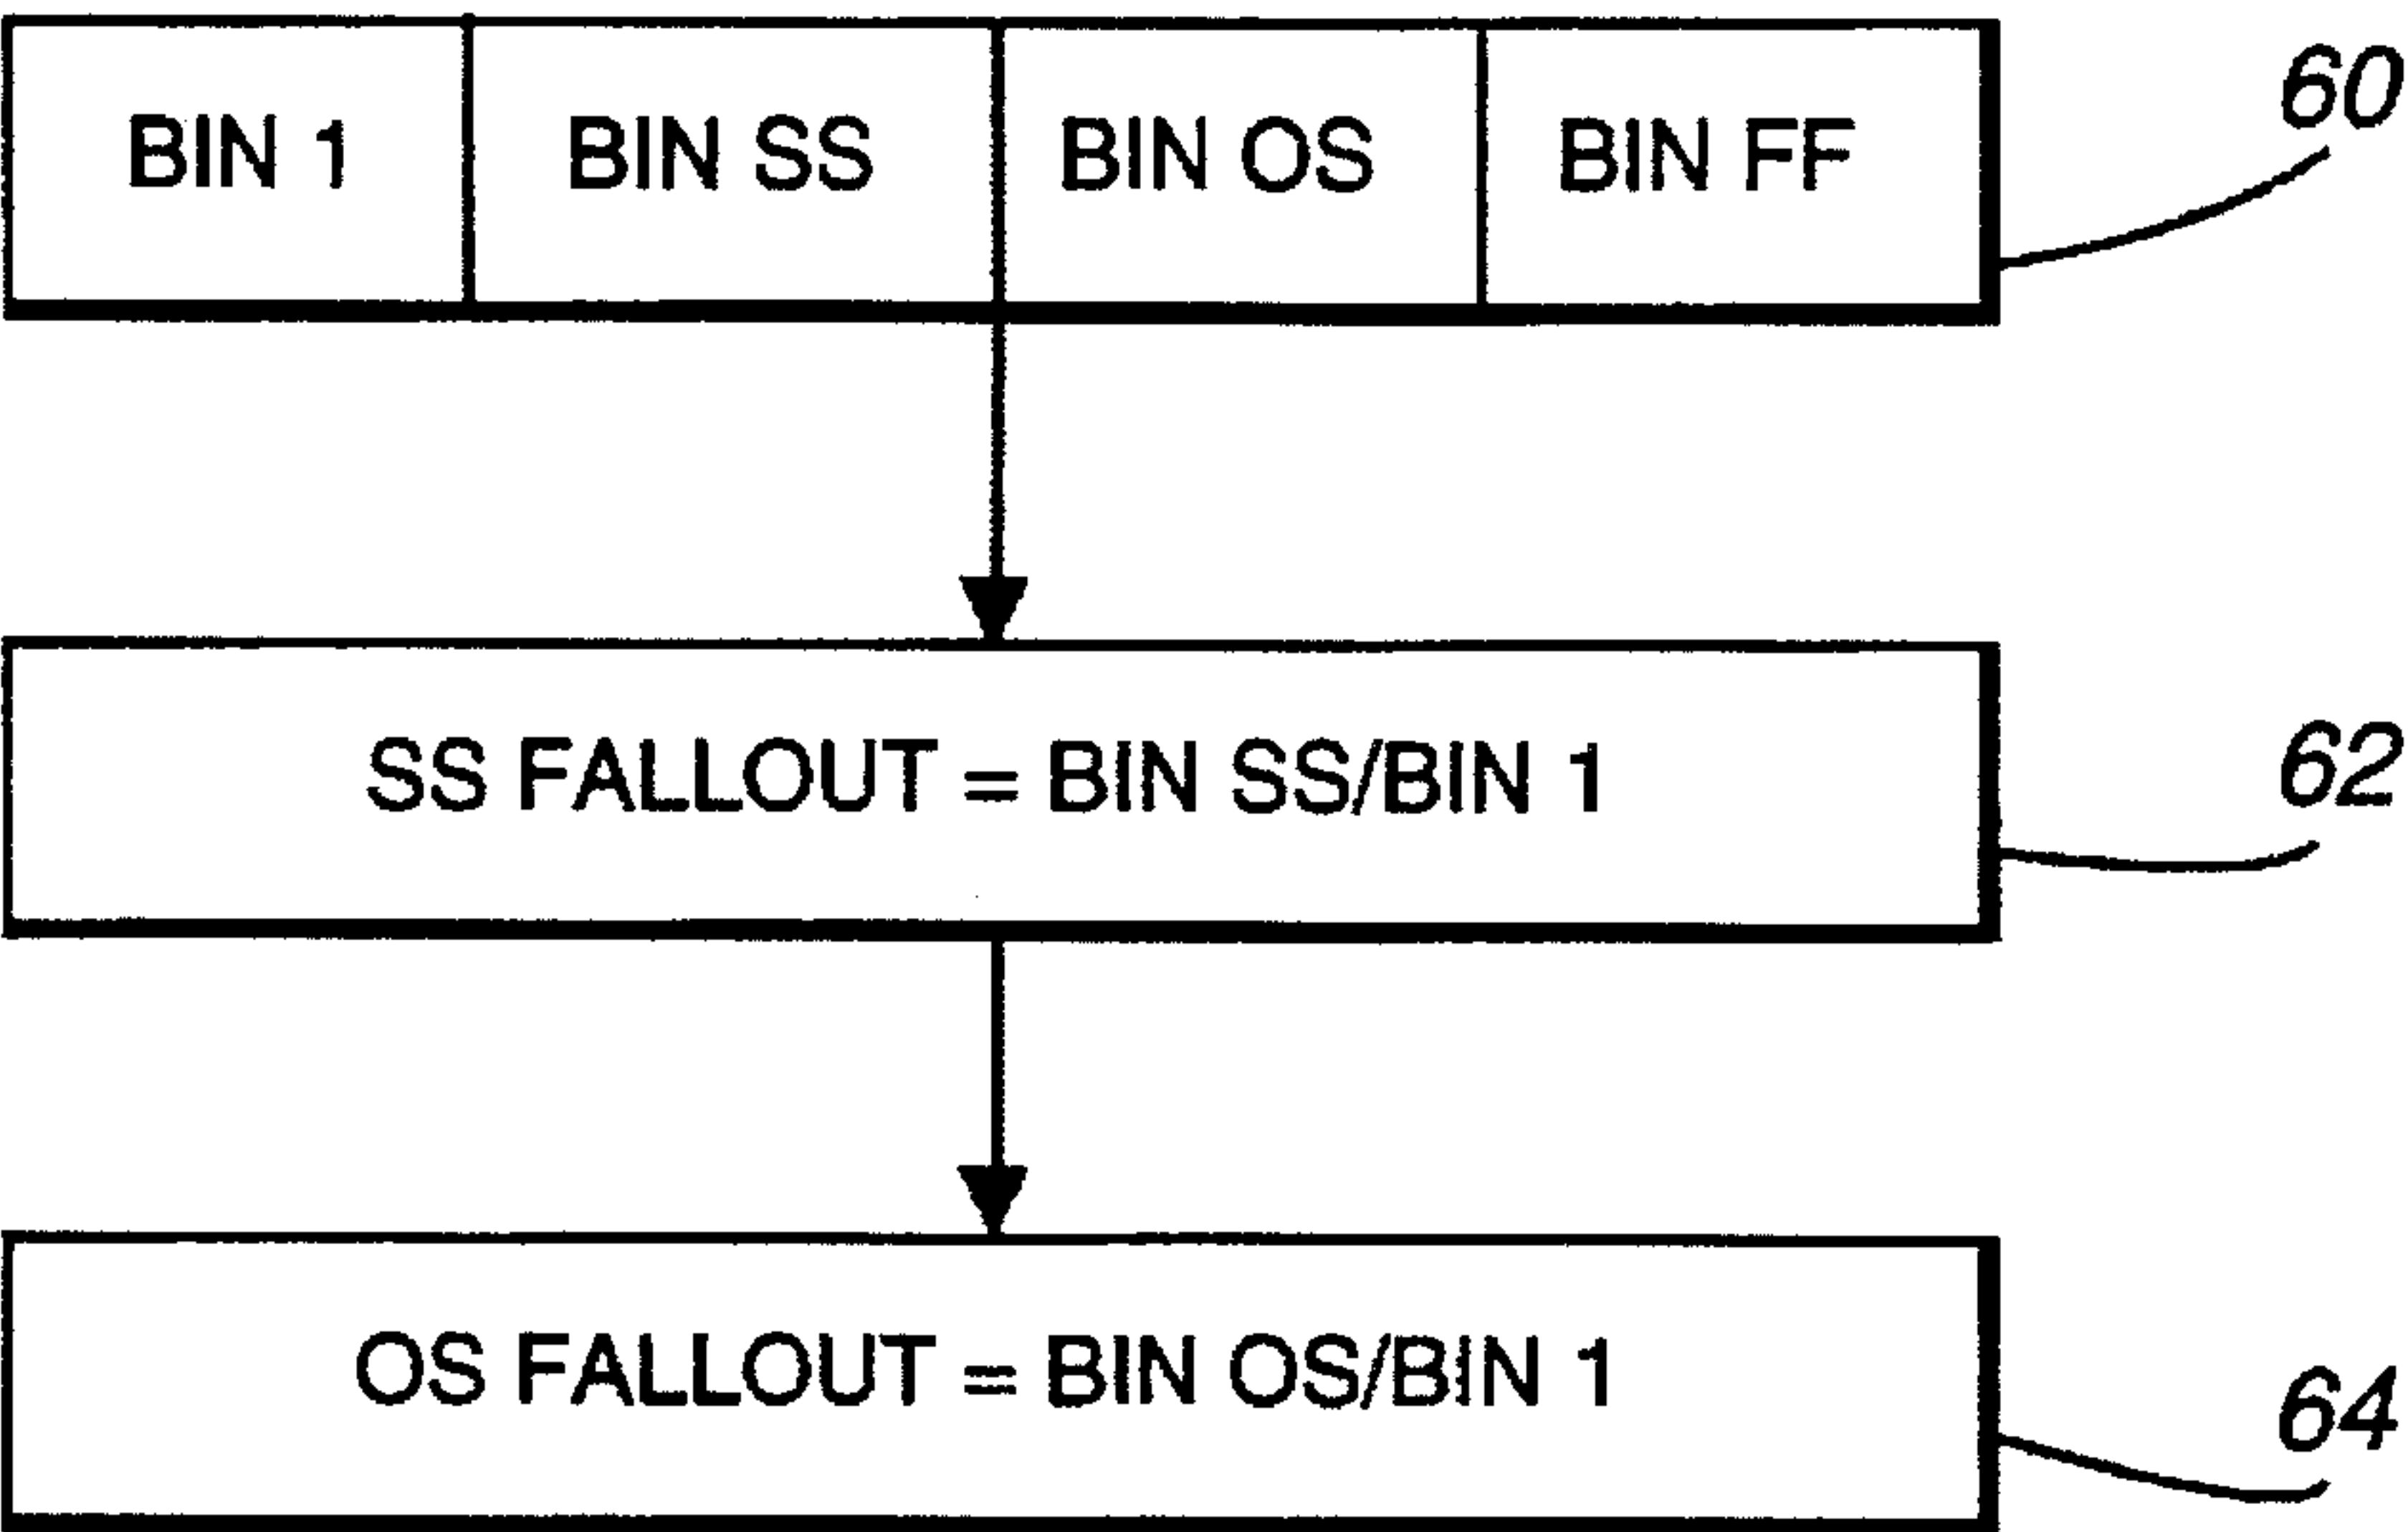 BIN 1 BIN SS BIN OS BIN FF 60
SS FALLOUT = BIN SS/BIN 1 62
OS FALLOUT = BIN OS/BIN 1 64